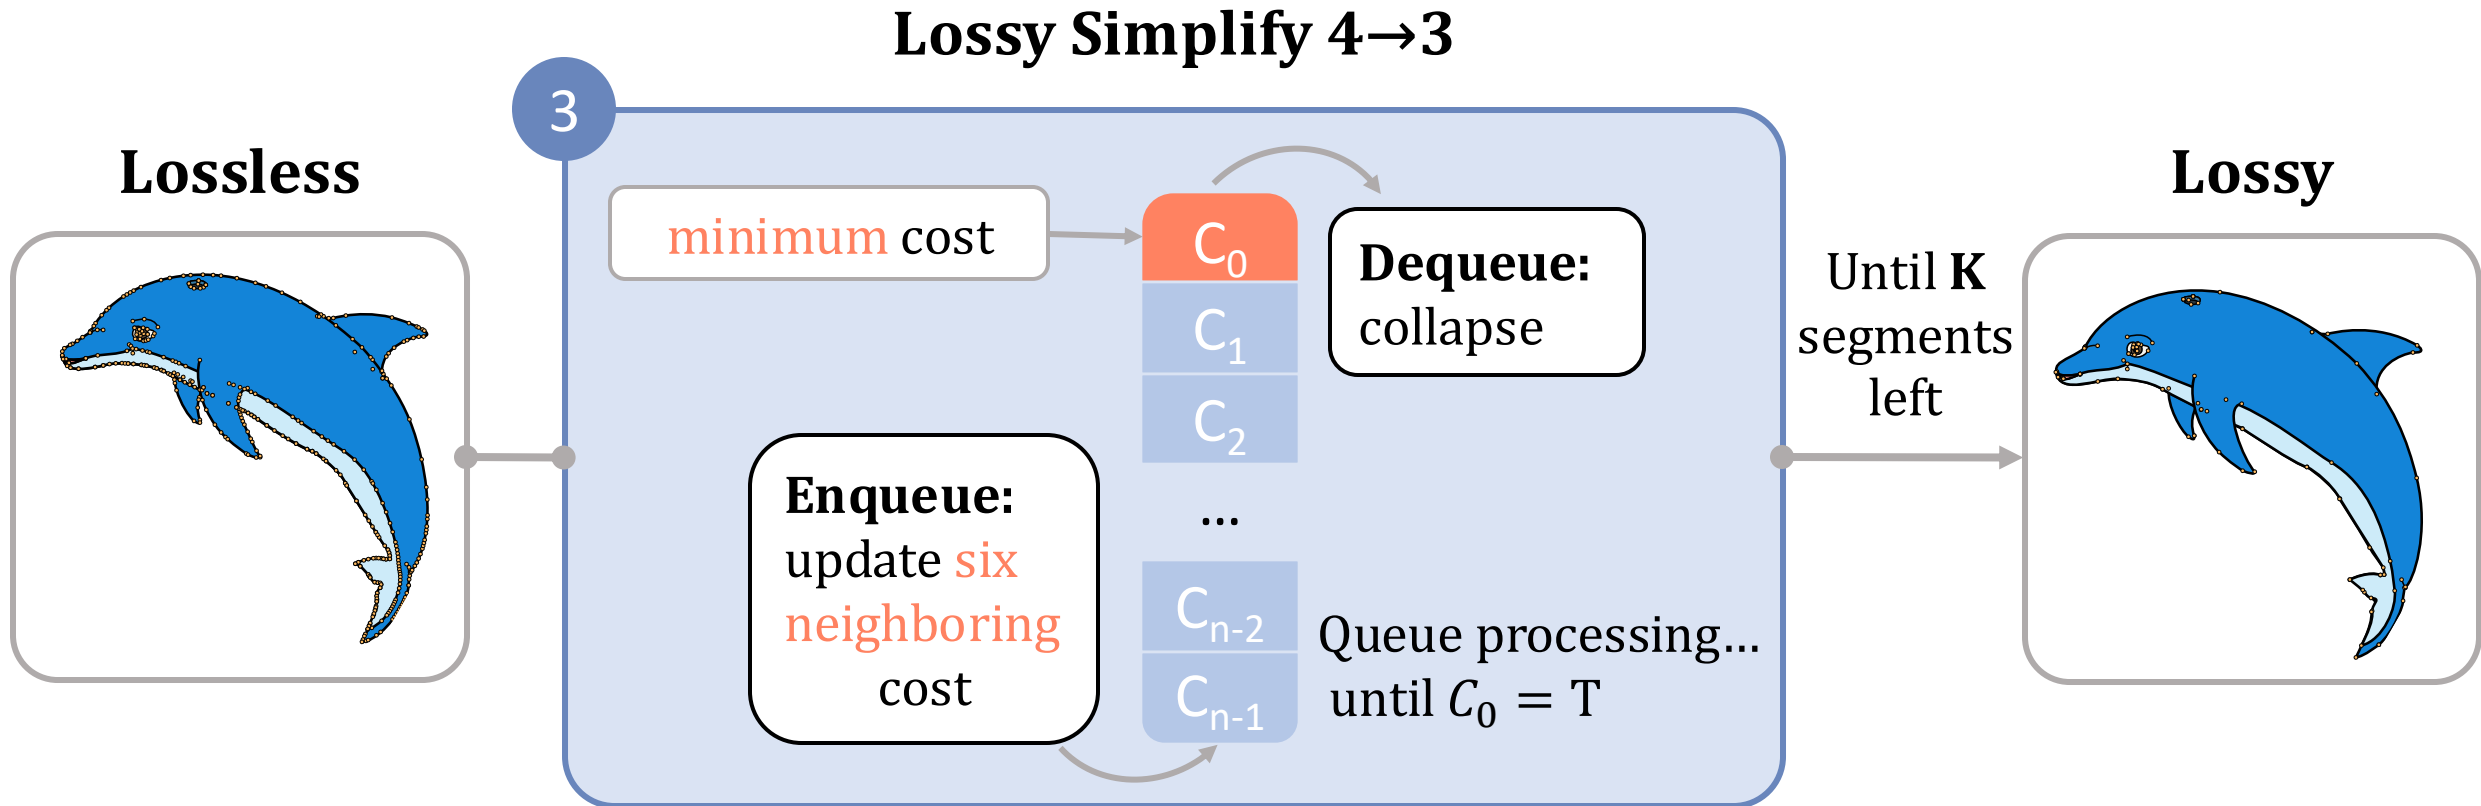 Lossy Simplify 4→3
3
Lossless
minimum cost
C₀
C₁
C₂
...
Cₙ₋₂
Cₙ₋₁
Dequeue:
collapse
Enqueue:
update six
neighboring
cost
Queue processing...
until C₀ = T
Until K
segments
left
Lossy